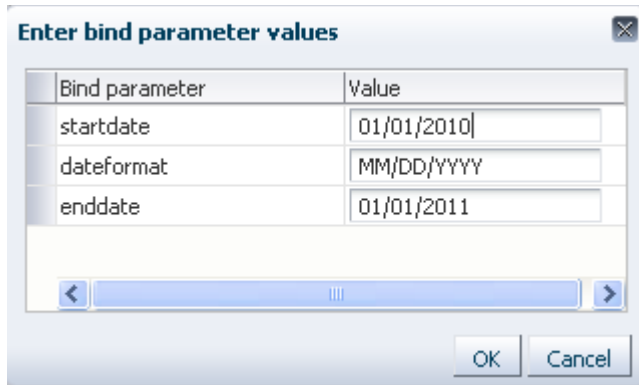 Enter bind parameter values
Bind parameter Value
startdate 01/01/2010
dateformat MM/DD/YYYY
enddate 01/01/2011
OK Cancel